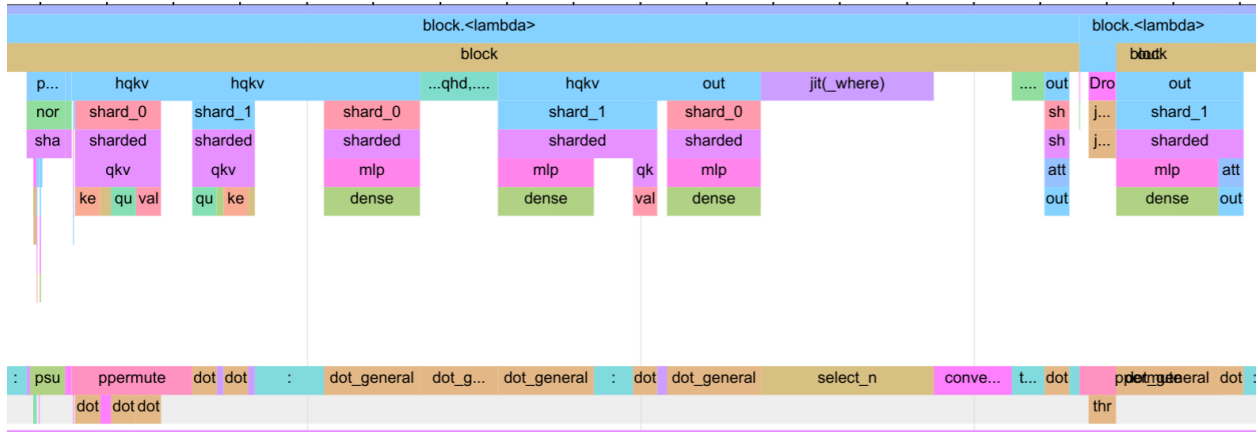 block.<lambda> block.<lambda>
block block
p... hqkv hqkv ...qhd,.... hqkv out jit(_where) .... out Dro out
nor shard_0 shard_1 shard_0 shard_1 shard_0 sh j... shard_1
sha sharded sharded sharded sharded sharded sh j... sharded
qkv qkv mlp mlp qk mlp att mlp att
ke qu val qu ke dense dense val dense out dense out
: psu ppermute dot dot : dot_general dot_g... dot_general : dot dot_general select_n conve... t... dot dot :
dot dot dot thr